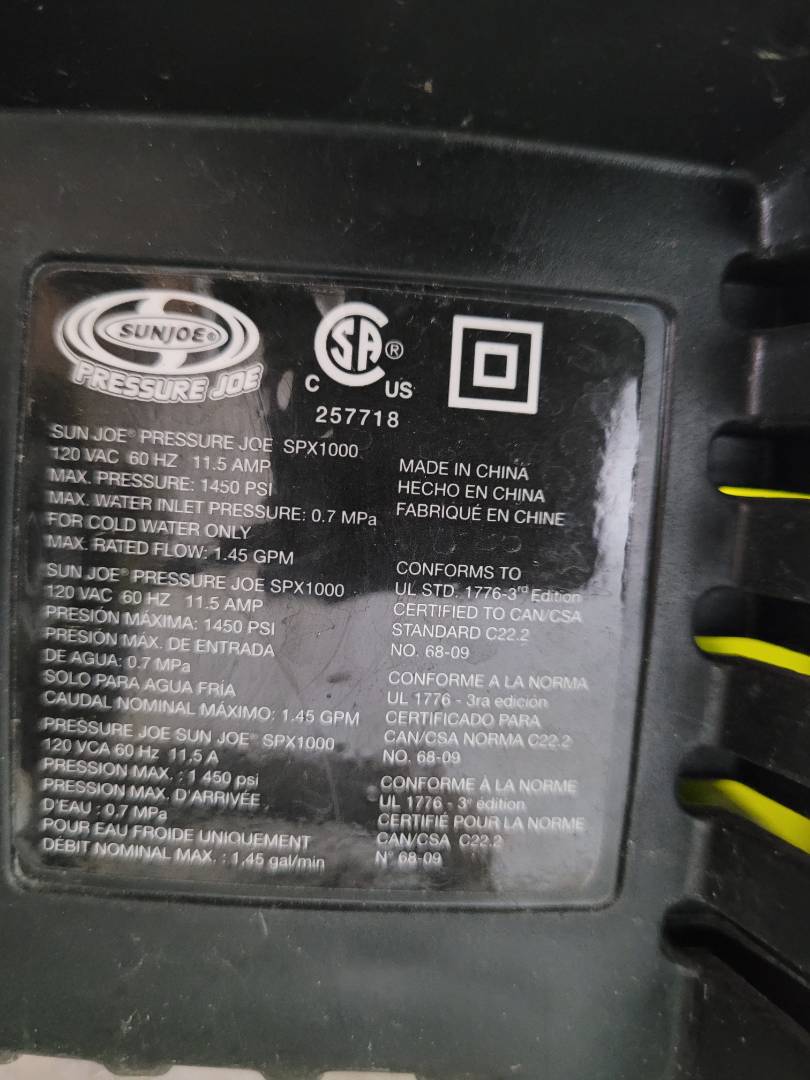 SUNJOE®
PRESSURE JOE
CSA®
C US
257718
SUN JOE® PRESSURE JOE SPX1000
120 VAC 60 HZ 11.5 AMP
MAX. PRESSURE: 1450 PSI
MAX. WATER INLET PRESSURE: 0.7 MPa
FOR COLD WATER ONLY
MAX. RATED FLOW: 1.45 GPM
SUN JOE® PRESSURE JOE SPX1000
120 VAC 60 HZ 11.5 AMP
PRESIÓN MÁXIMA: 1450 PSI
PRESIÓN MÁX. DE ENTRADA
DE AGUA: 0.7 MPa
SOLO PARA AGUA FRÍA
CAUDAL NOMINAL MÁXIMO: 1.45 GPM
PRESSURE JOE SUN JOE® SPX1000
120 VCA 60 Hz 11.5 A
PRESSION MAX. : 1 450 psi
PRESSION MAX. D'ARRIVÉE
D'EAU : 0.7 MPa
POUR EAU FROIDE UNIQUEMENT
DÉBIT NOMINAL MAX. : 1,45 gal/min
MADE IN CHINA
HECHO EN CHINA
FABRIQUÉ EN CHINE
CONFORMS TO
UL STD. 1776-3rd Edition
CERTIFIED TO CAN/CSA
STANDARD C22.2
NO. 68-09
CONFORME A LA NORMA
UL 1776 - 3ra edición
CERTIFICADO PARA
CAN/CSA NORMA C22.2
NO. 68-09
CONFORME À LA NORME
UL 1776 - 3e édition
CERTIFIÉ POUR LA NORME
CAN/CSA C22.2
N° 68-09